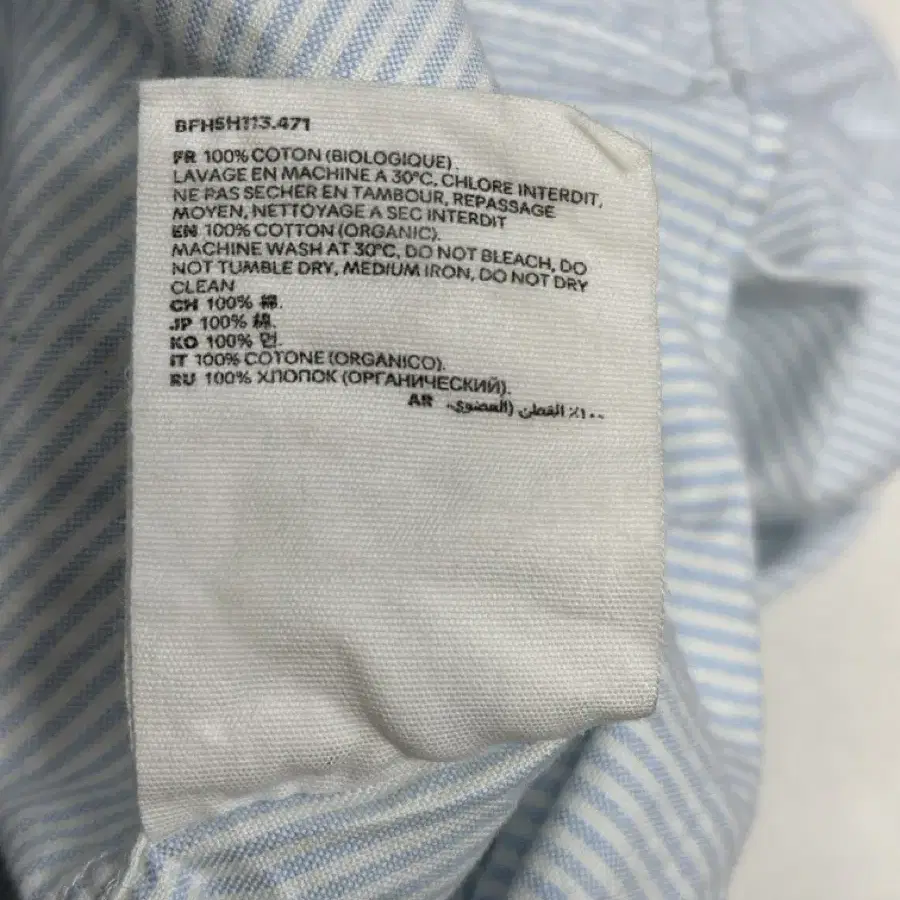 BFHSH113.471
FR 100% COTON (BIOLOGIQUE)
LAVAGE EN MACHINE A 30°C, CHLORE INTERDIT,
NE PAS SECHER EN TAMBOUR, REPASSAGE
MOYEN, NETTOYAGE A SEC INTERDIT
EN 100% COTTON (ORGANIC).
MACHINE WASH AT 30°C, DO NOT BLEACH, DO
NOT TUMBLE DRY, MEDIUM IRON, DO NOT DRY
CLEAN
CH 100% 棉.
JP 100% 綿.
KO 100% 면.
IT 100% COTONE (ORGANICO).
RU 100% ХЛОПОК (ОРГАНИЧЕСКИЙ).
AR ١٠٠٪ القطن (العضوي).